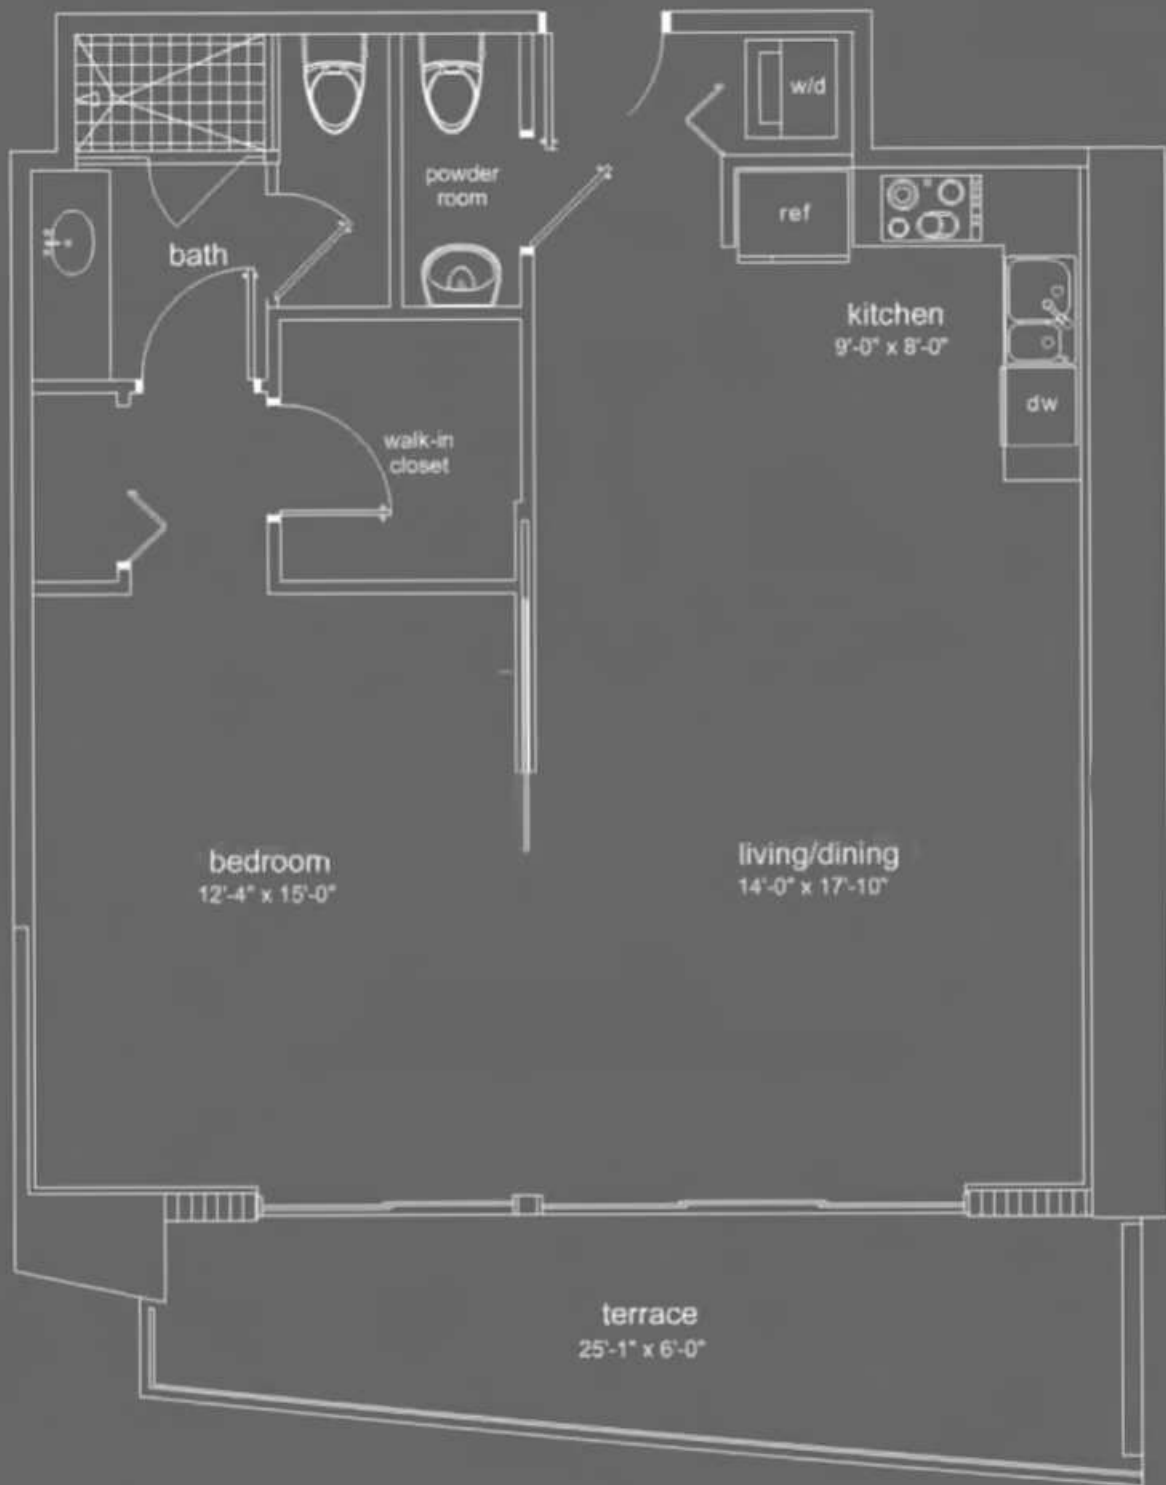 w/d
powder
room
ref
bath
kitchen
9'-0" x 8'-0"
dw
walk-in
closet
bedroom
12'-4" x 15'-0"
living/dining
14'-0" x 17'-10"
terrace
25'-1" x 6'-0"